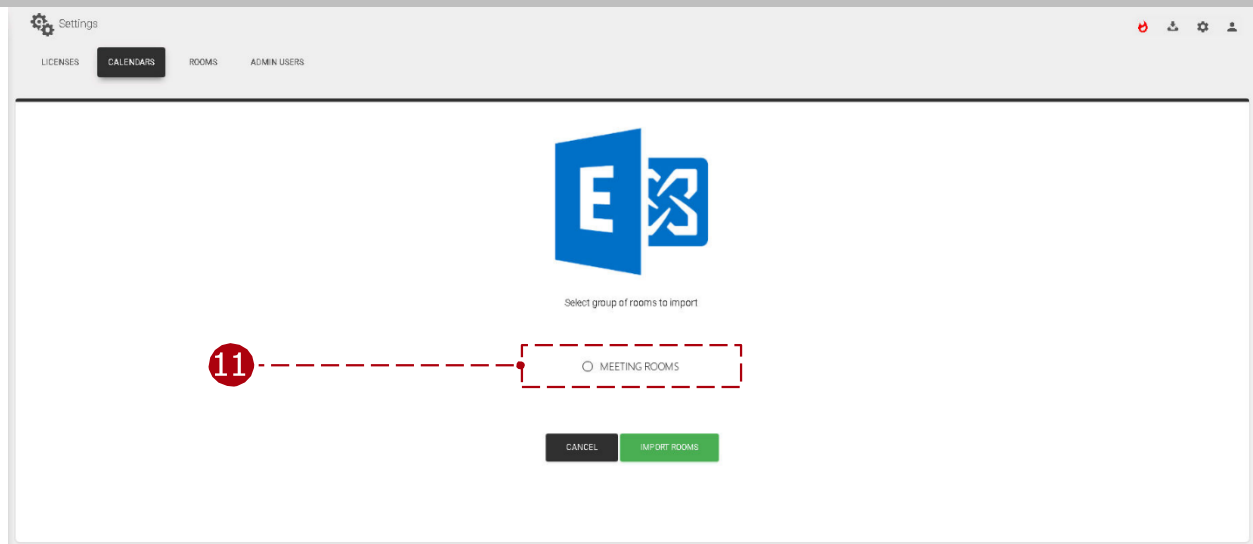 Settings
LICENSES CALENDARS ROOMS ADMIN USERS
E
Select group of rooms to import
11
MEETING ROOMS
CANCEL IMPORT ROOMS